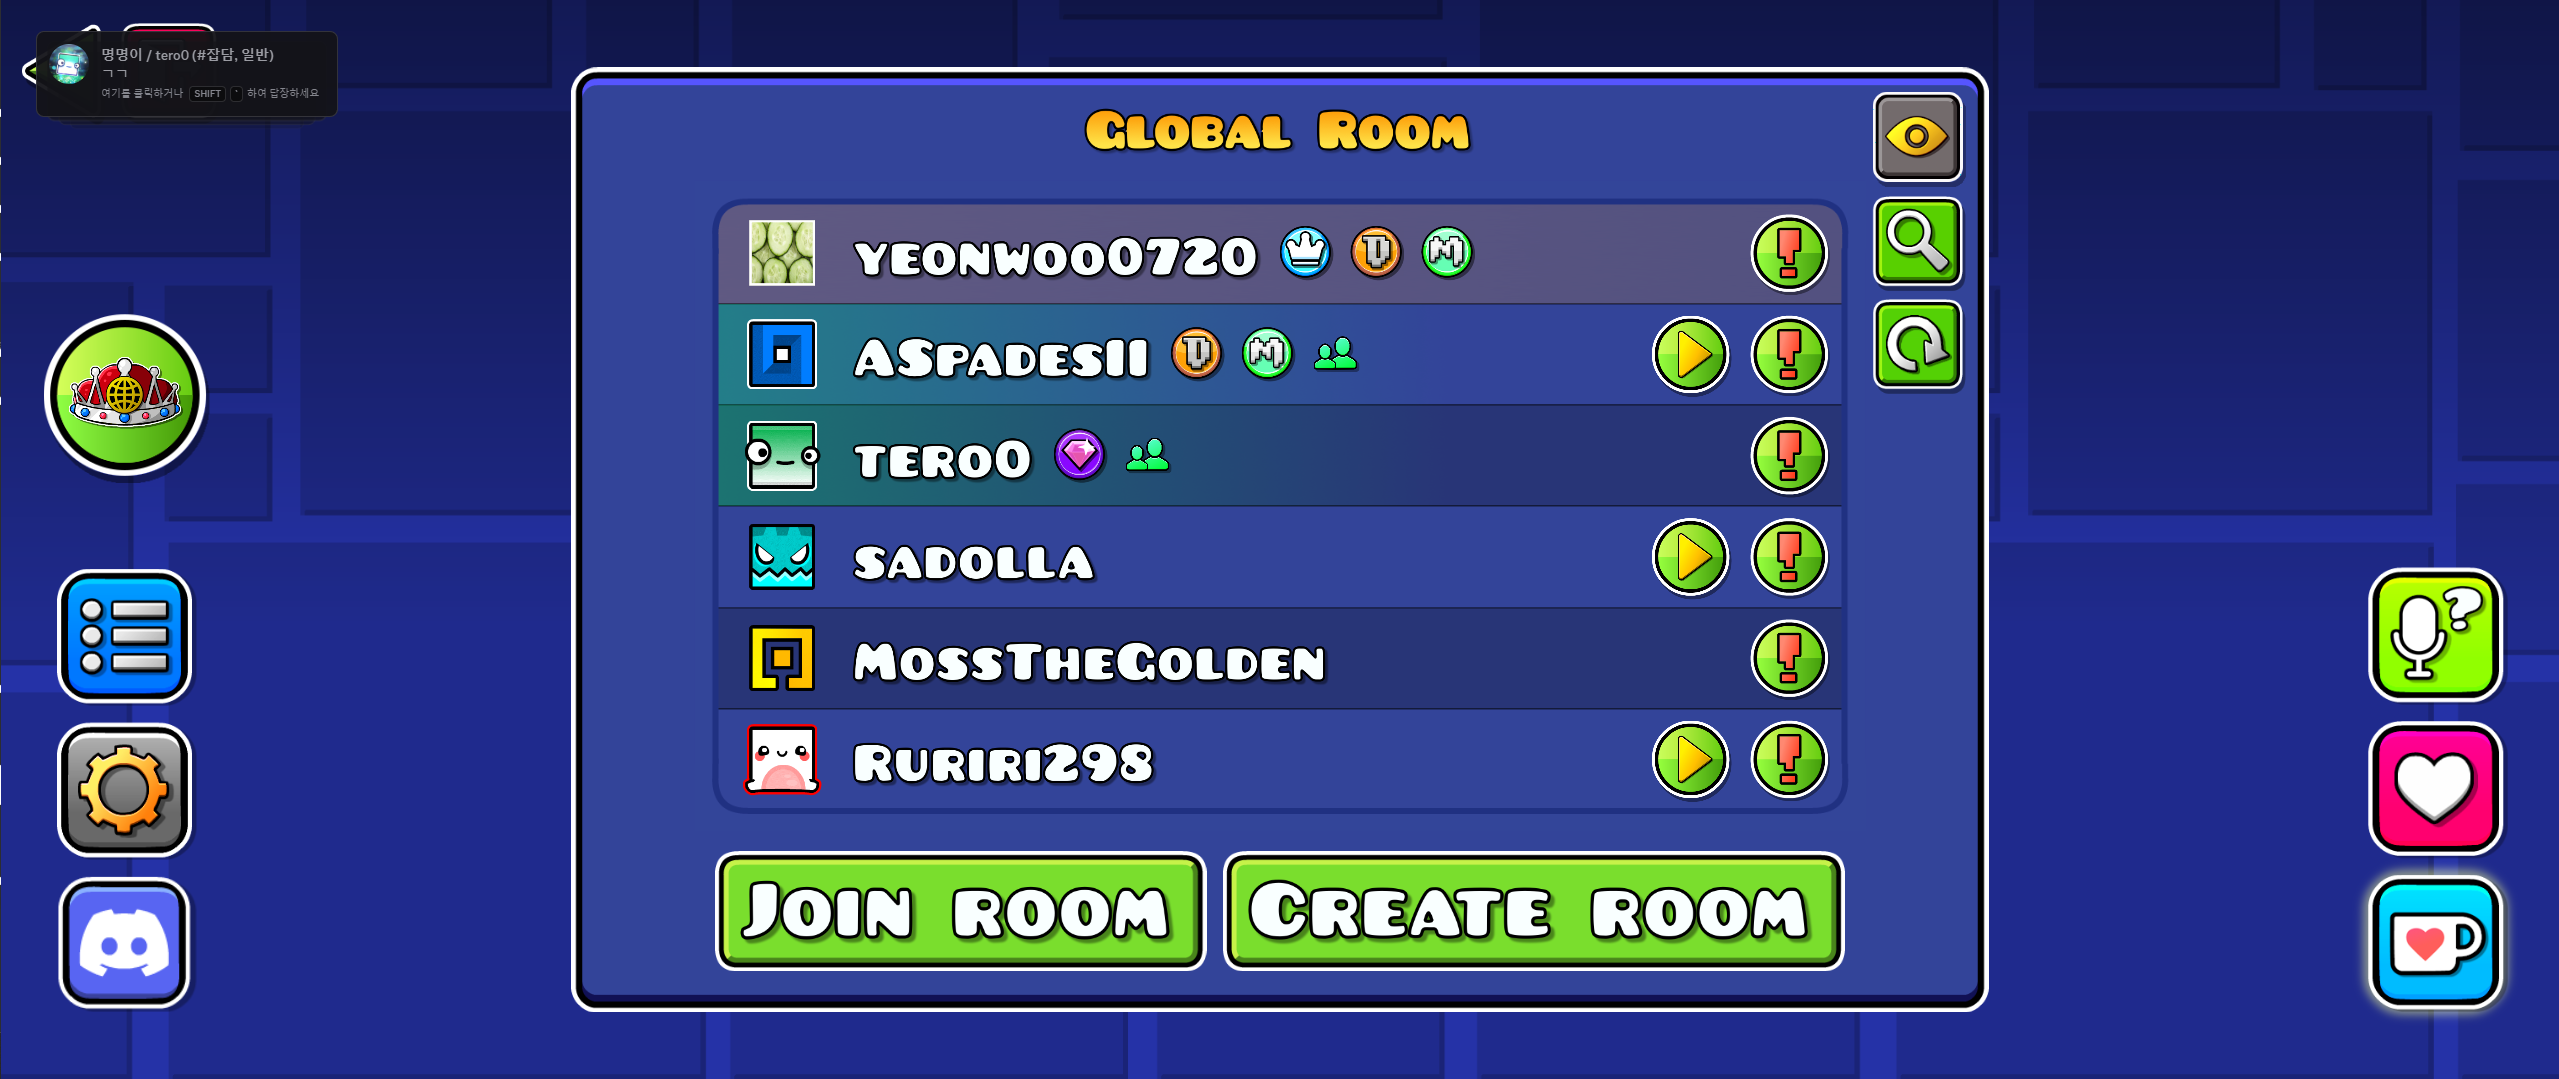 명명이 / tero0 (#잡담, 일반)
ㄱㄱ
여기를 클릭하거나 SHIFT ` 하여 답장하세요
Global Room
yeonwoo0720
ASpadesII
tero0
sadolla
MossTheGolden
Ruriri298
Join room
Create room